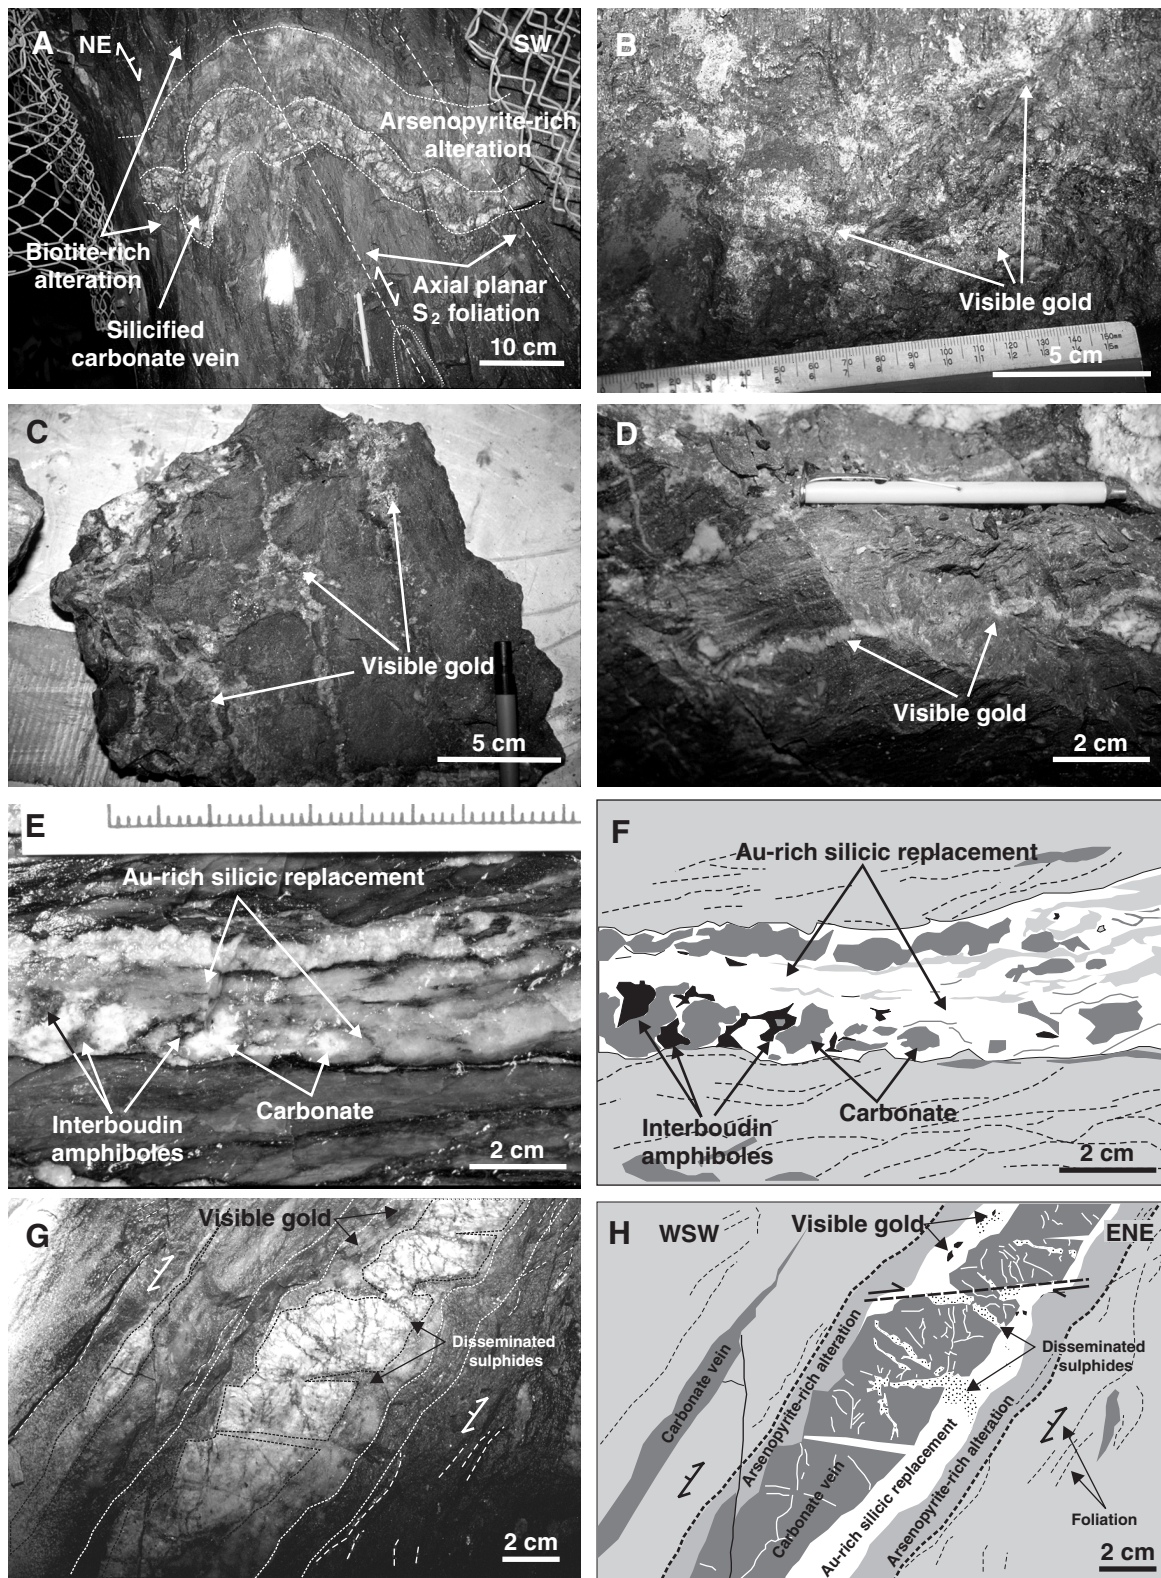 A
NE
SW
Arsenopyrite-rich
alteration
Biotite-rich
alteration
Silicified
carbonate vein
Axial planar
S2 foliation
10 cm
B
Visible gold
5 cm
C
Visible gold
5 cm
D
Visible gold
2 cm
E
Au-rich silicic replacement
Interboudin
amphiboles
Carbonate
2 cm
F
Au-rich silicic replacement
Interboudin
amphiboles
Carbonate
2 cm
G
Visible gold
Disseminated
sulphides
2 cm
H
WSW
Visible gold
ENE
Disseminated
sulphides
Carbonate vein
Arsenopyrite-rich alteration
Carbonate vein
Au-rich silicic replacement
Arsenopyrite-rich alteration
Foliation
2 cm